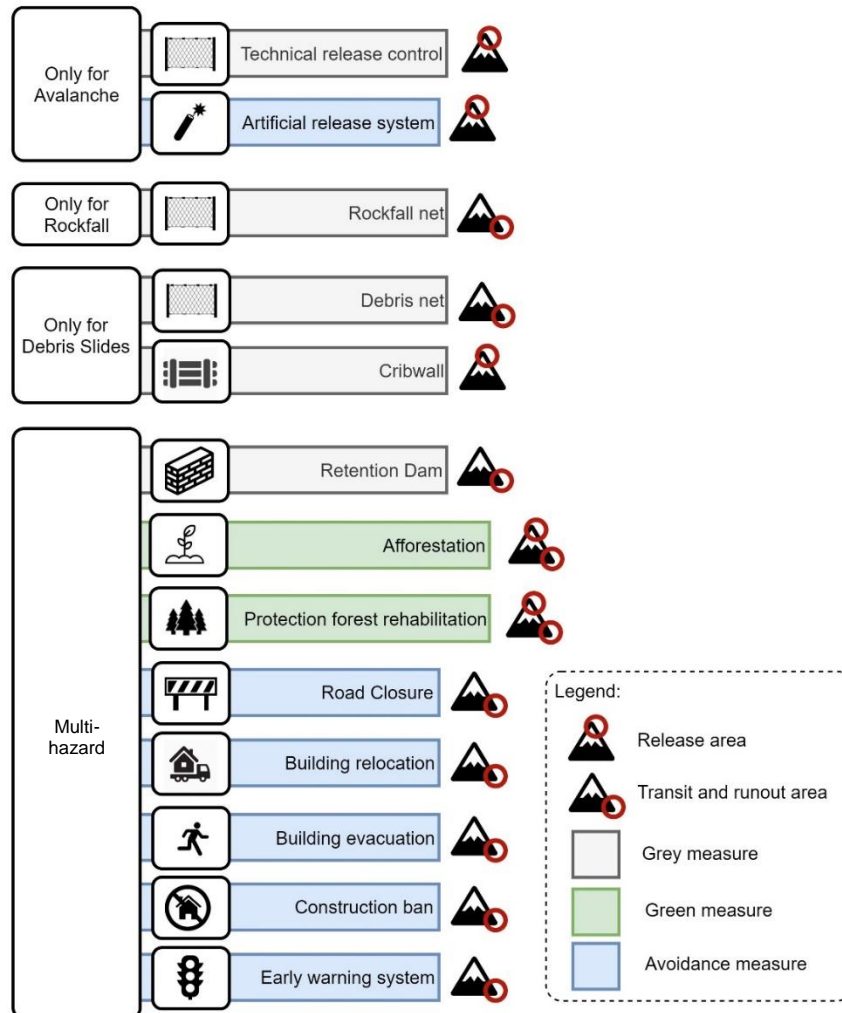 Only for
Avalanche
Technical release control
Artificial release system
Only for
Rockfall
Rockfall net
Only for
Debris Slides
Debris net
Cribwall
Multi-
hazard
Retention Dam
Afforestation
Protection forest rehabilitation
Road Closure
Building relocation
Building evacuation
Construction ban
Early warning system
Legend:
Release area
Transit and runout area
Grey measure
Green measure
Avoidance measure